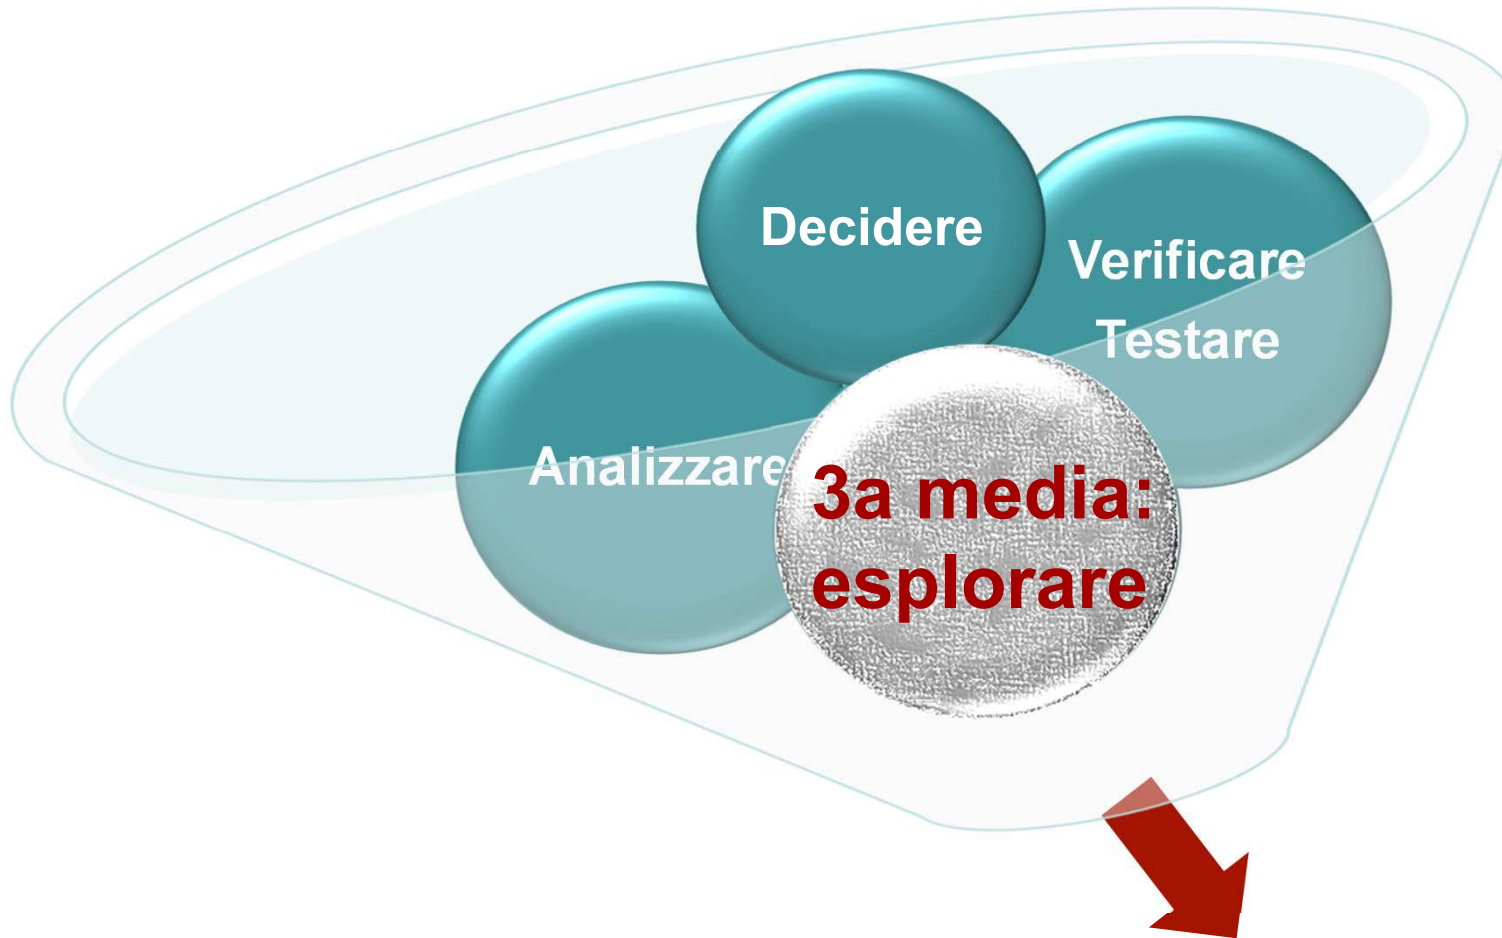 Decidere
Verificare
Testare
Analizzare
3a media:
esplorare